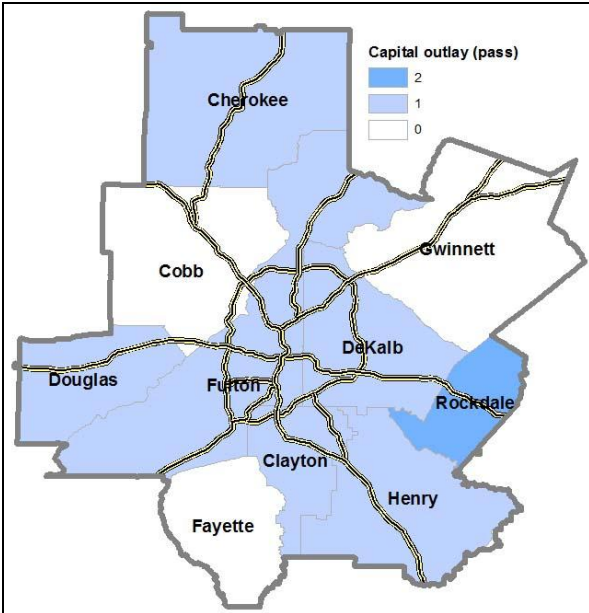 Capital outlay (pass)
2
1
0
Cherokee
Cobb
Gwinnett
DeKalb
Douglas
Fulton
Rockdale
Clayton
Henry
Fayette